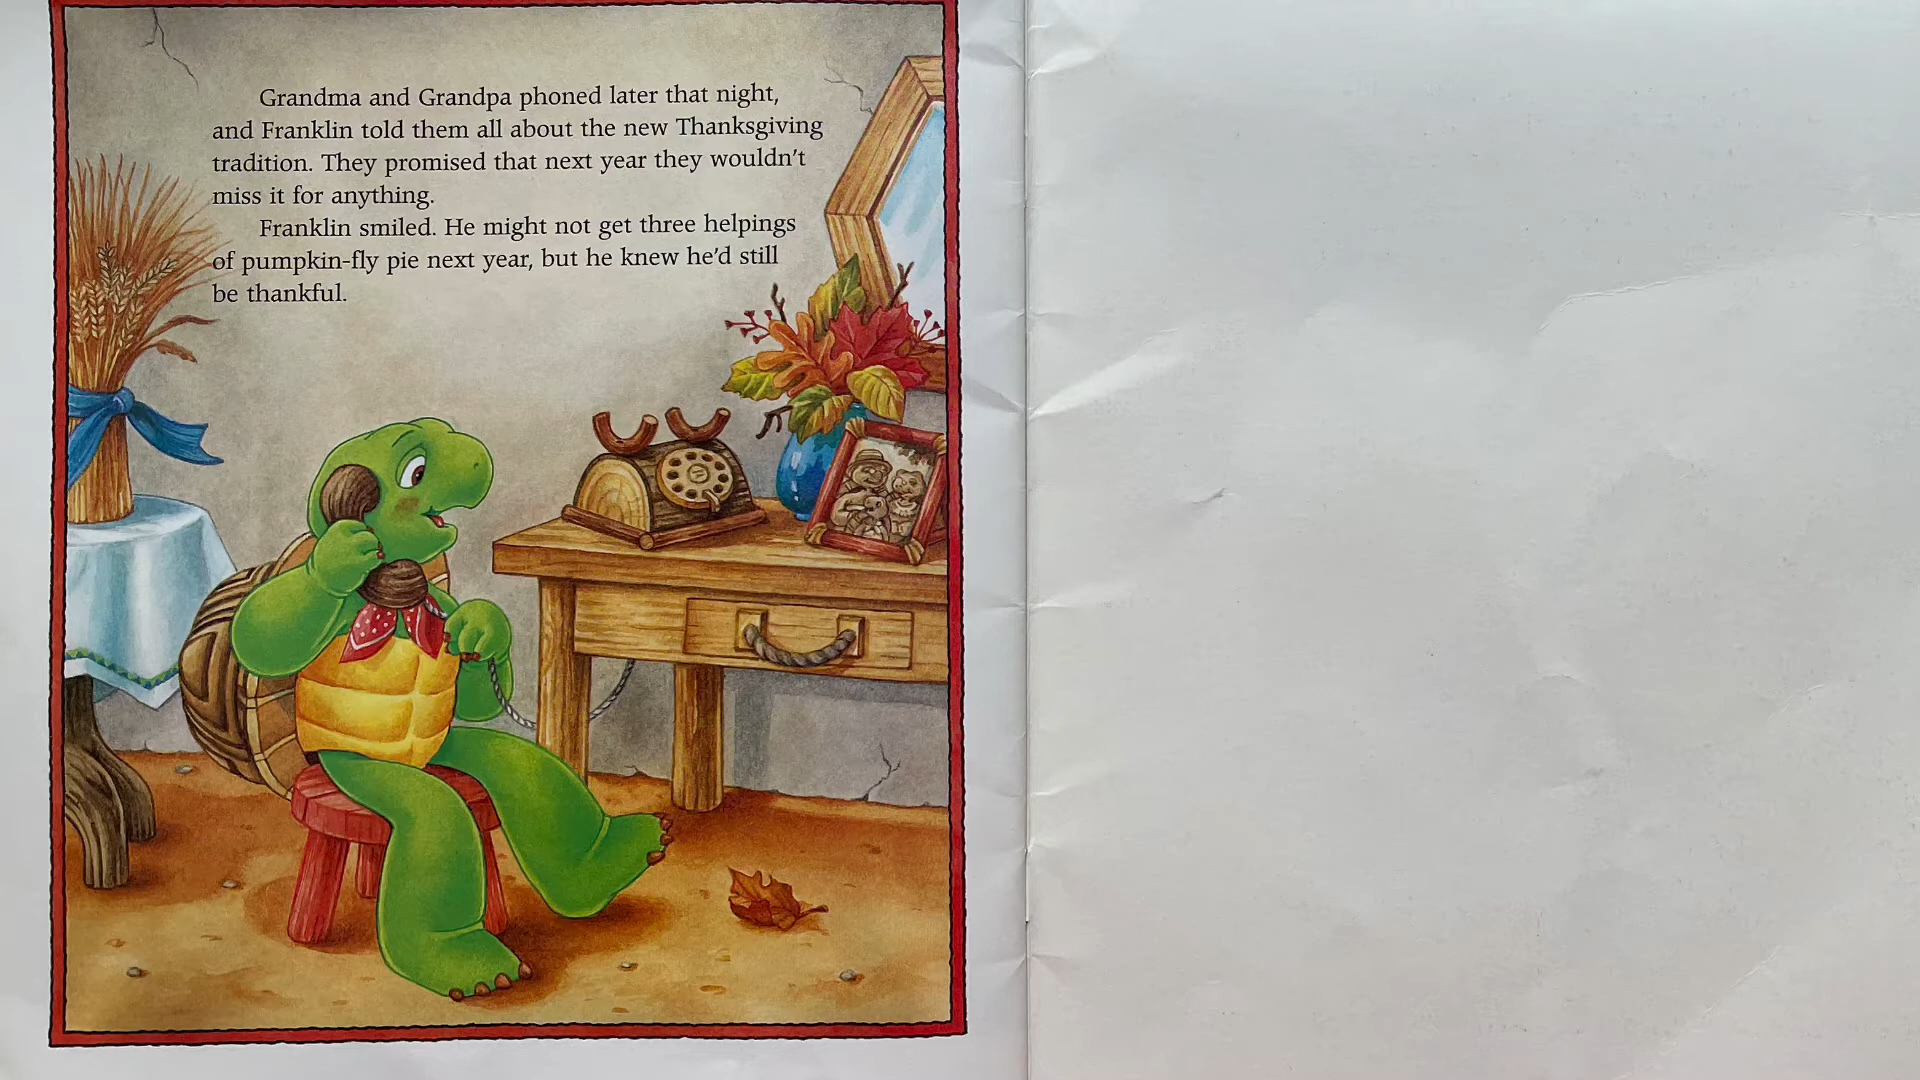 Grandma and Grandpa phoned later that night,
and Franklin told them all about the new Thanksgiving
tradition. They promised that next year they wouldn't
miss it for anything.
Franklin smiled. He might not get three helpings
of pumpkin-fly pie next year, but he knew he'd still
be thankful.